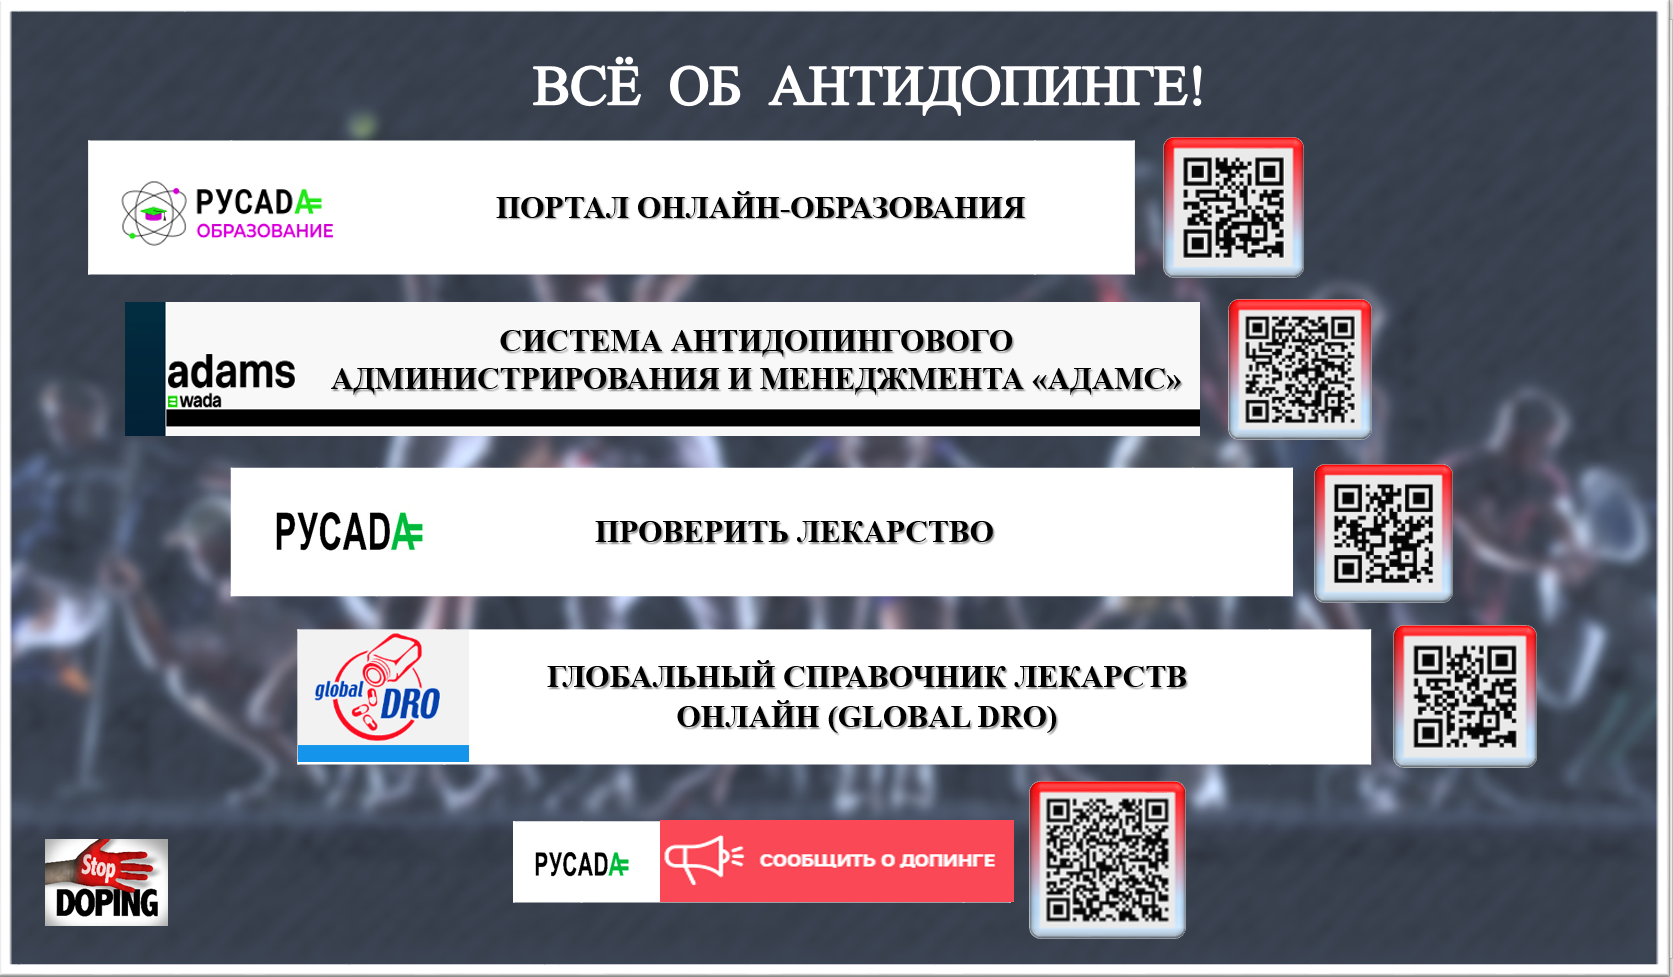 ВСЁ ОБ АНТИДОПИНГЕ!
РУСАДА
ОБРАЗОВАНИЕ
ПОРТАЛ ОНЛАЙН-ОБРАЗОВАНИЯ
adams
wada
СИСТЕМА АНТИДОПИНГОВОГО
АДМИНИСТРИРОВАНИЯ И МЕНЕДЖМЕНТА «АДАМС»
РУСАДА
ПРОВЕРИТЬ ЛЕКАРСТВО
global
DRO
ГЛОБАЛЬНЫЙ СПРАВОЧНИК ЛЕКАРСТВ
ОНЛАЙН (GLOBAL DRO)
РУСАДА
СООБЩИТЬ О ДОПИНГЕ
Stop
DOPING